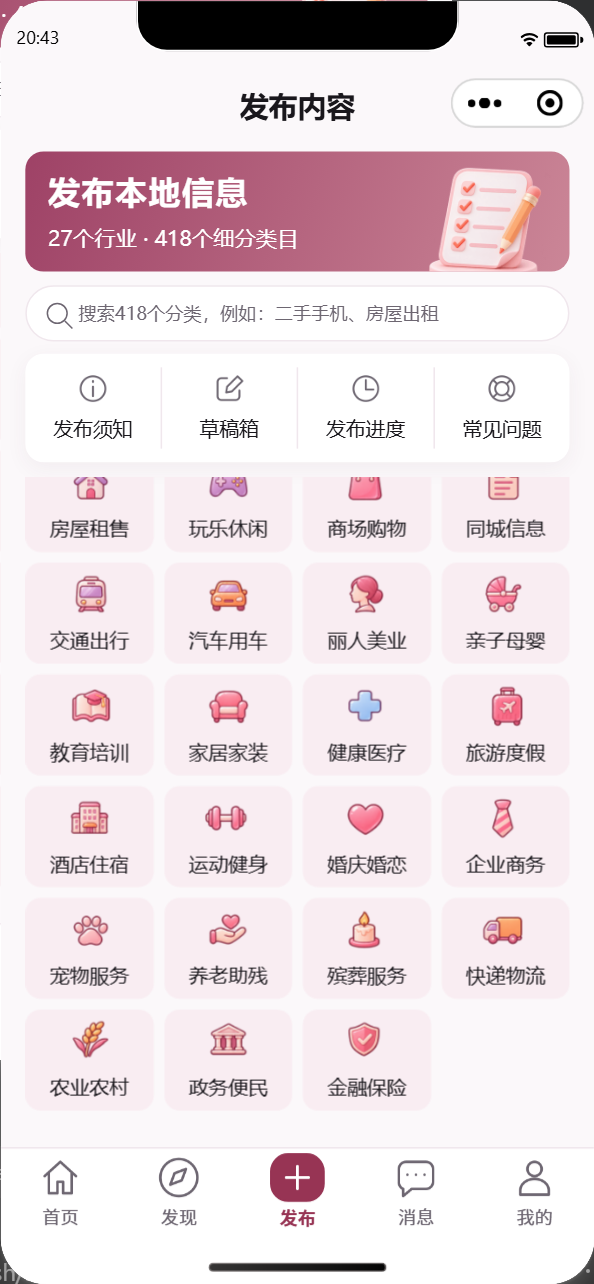 20:43
发布内容
发布本地信息
27个行业 · 418个细分类目
搜索418个分类，例如：二手手机、房屋出租
发布须知 草稿箱 发布进度 常见问题
房屋租售 玩乐休闲 商场购物 同城信息
交通出行 汽车用车 丽人美业 亲子母婴
教育培训 家居家装 健康医疗 旅游度假
酒店住宿 运动健身 婚庆婚恋 企业商务
宠物服务 养老助残 殡葬服务 快递物流
农业农村 政务便民 金融保险
首页 发现 发布 消息 我的